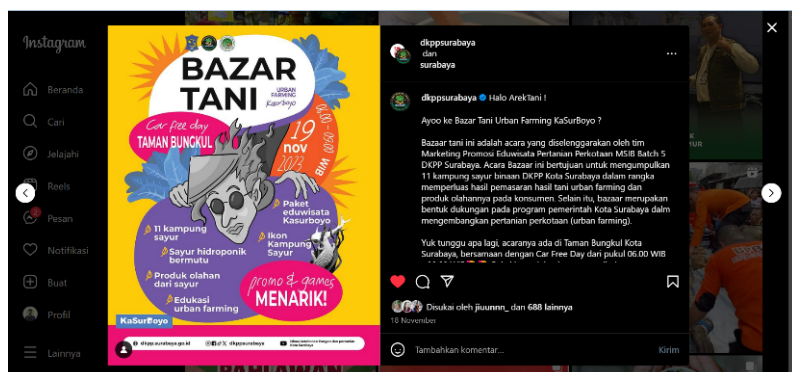 Instagram
Beranda
Cari
Jelajahi
Reels
Pesan
Notifikasi
Buat
Profil
Lainnya
BAZAR
TANI
URBAN
FARMING
KasurBoyo
Car free day
TAMAN BUNGKUL
19
nov
2023
06.00 - 09.00 WIB
11 kampung
sayur
Sayur hidroponik
bermutu
Produk olahan
dari sayur
Edukasi
urban farming
Paket
eduwisata
Kasurboyo
Ikon
Kampung
Sayur
promo & games
MENARIK!
KaSurBoyo
dkpp.surabaya.go.id
dkppsurabaya
dkppsurabaya
dan
surabaya
dkppsurabaya Halo ArekTani !
Ayoo ke Bazar Tani Urban Farming KaSurBoyo ?
Bazaar tani ini adalah acara yang diselenggarakan oleh tim
Marketing Promosi Eduwisata Pertanian Perkotaan MSIB Batch 5
DKPP Surabaya. Acara Bazaar ini bertujuan untuk mengumpulkan
11 kampung sayur binaan DKPP Kota Surabaya dalam rangka
memperluas hasil pemasaran hasil tani urban farming dan
produk olahannya pada konsumen. Selain itu, bazaar merupakan
bentuk dukungan pada program pemerintah Kota Surabaya dalm
mengembangkan pertanian perkotaan (urban farming).
Yuk tunggu apa lagi, acaranya ada di Taman Bungkul Kota
Surabaya, bersamaan dengan Car Free Day dari pukul 06.00 WIB
Disukai oleh jiuunnn_ dan 688 lainnya
18 November
Tambahkan komentar...
Kirim